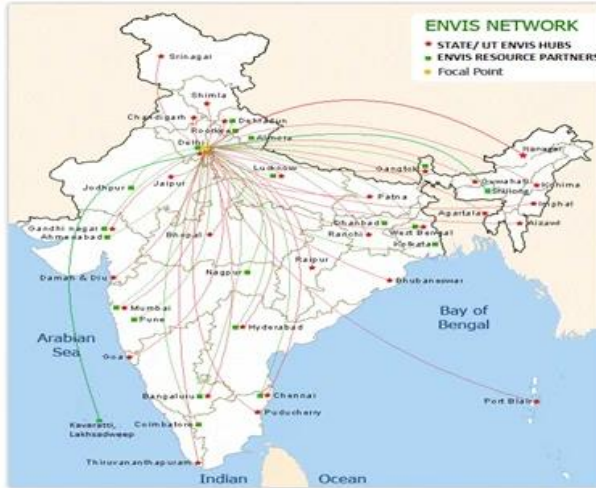 ENVIS NETWORK
STATE/ UT ENVIS HUBS
ENVIS RESOURCE PARTNERS
Focal Point
Srinagar
Shimla
Chandigarh
Dehradun
Roorkee
Almora
Delhi
Itanagar
Gangtok
Guwahati
Shillong
Kohima
Imphal
Jodhpur
Jaipur
Lucknow
Patna
Agartala
Aizawl
Gandhi nagar
Ahmadabad
Bhopal
Dhanbad
Ranchi
West Bengal
Kolkata
Raipur
Daman & Diu
Nagpur
Bhubaneswar
Mumbai
Pune
Hyderabad
Bay of
Bengal
Arabian
Sea
Goa
Bangaluru
Chennai
Port Blair
Kavaratti,
Lakhsadweep
Coimbatore
Puducherry
Thiruvananthapuram
Indian Ocean